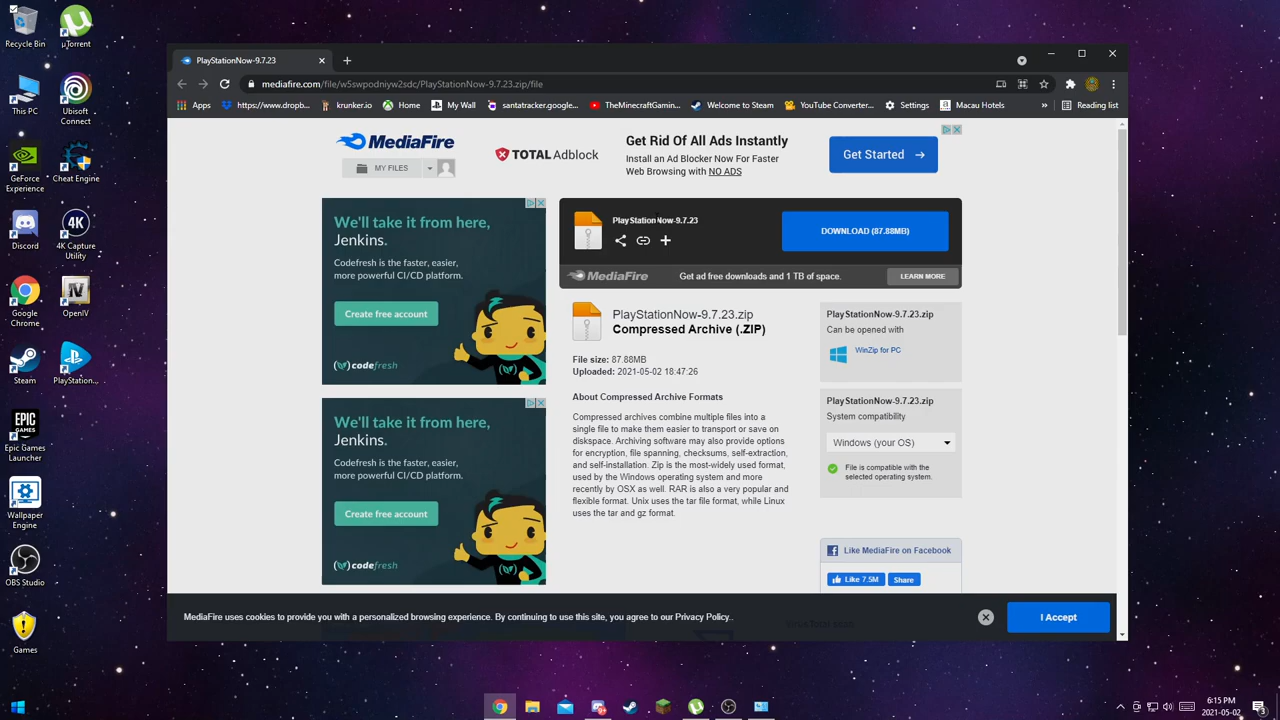 Recycle Bin
µTorrent
This PC
Ubisoft
Connect
GeForce
Experience
Cheat Engine
Discord
4K Capture
Utility
Google
Chrome
OpenIV
Steam
PlayStation...
Epic Games
Launcher
Wallpaper
Engine
OBS Studio
Games
PlayStationNow-9.7.23
mediafire.com/file/w5swpodniyw2sdc/PlayStationNow-9.7.23.zip/file
Apps
https://www.dropb...
krunker.io
Home
My Wall
santatracker.google...
TheMinecraftGamin...
Welcome to Steam
YouTube Converter...
Settings
Macau Hotels
»
Reading list
MediaFire
MY FILES
TOTAL Adblock
Get Rid Of All Ads Instantly
Install an Ad Blocker Now For Faster
Web Browsing with NO ADS
Get Started →
We'll take it from here,
Jenkins.
Codefresh is the faster, easier,
more powerful CI/CD platform.
Create free account
codefresh
We'll take it from here,
Jenkins.
Codefresh is the faster, easier,
more powerful CI/CD platform.
Create free account
codefresh
PlayStationNow-9.7.23
DOWNLOAD (87.88MB)
MediaFire
Get ad free downloads and 1 TB of space.
LEARN MORE
PlayStationNow-9.7.23.zip
Compressed Archive (.ZIP)
File size: 87.88MB
Uploaded: 2021-05-02 18:47:26
About Compressed Archive Formats
Compressed archives combine multiple files into a
single file to make them easier to transport or save on
diskspace. Archiving software may also provide options
for encryption, file spanning, checksums, self-extraction,
and self-installation. Zip is the most-widely used format,
used by the Windows operating system and more
recently by OSX as well. RAR is also a very popular and
flexible format. Unix uses the tar file format, while Linux
uses the tar and gz format.
PlayStationNow-9.7.23.zip
Can be opened with
WinZip for PC
PlayStationNow-9.7.23.zip
System compatibility
Windows (your OS)
File is compatible with the
selected operating system.
Like MediaFire on Facebook
Like 7.5M
Share
MediaFire uses cookies to provide you with a personalized browsing experience. By continuing to use this site, you agree to our Privacy Policy..
I Accept
6:15 PM
2021-05-02